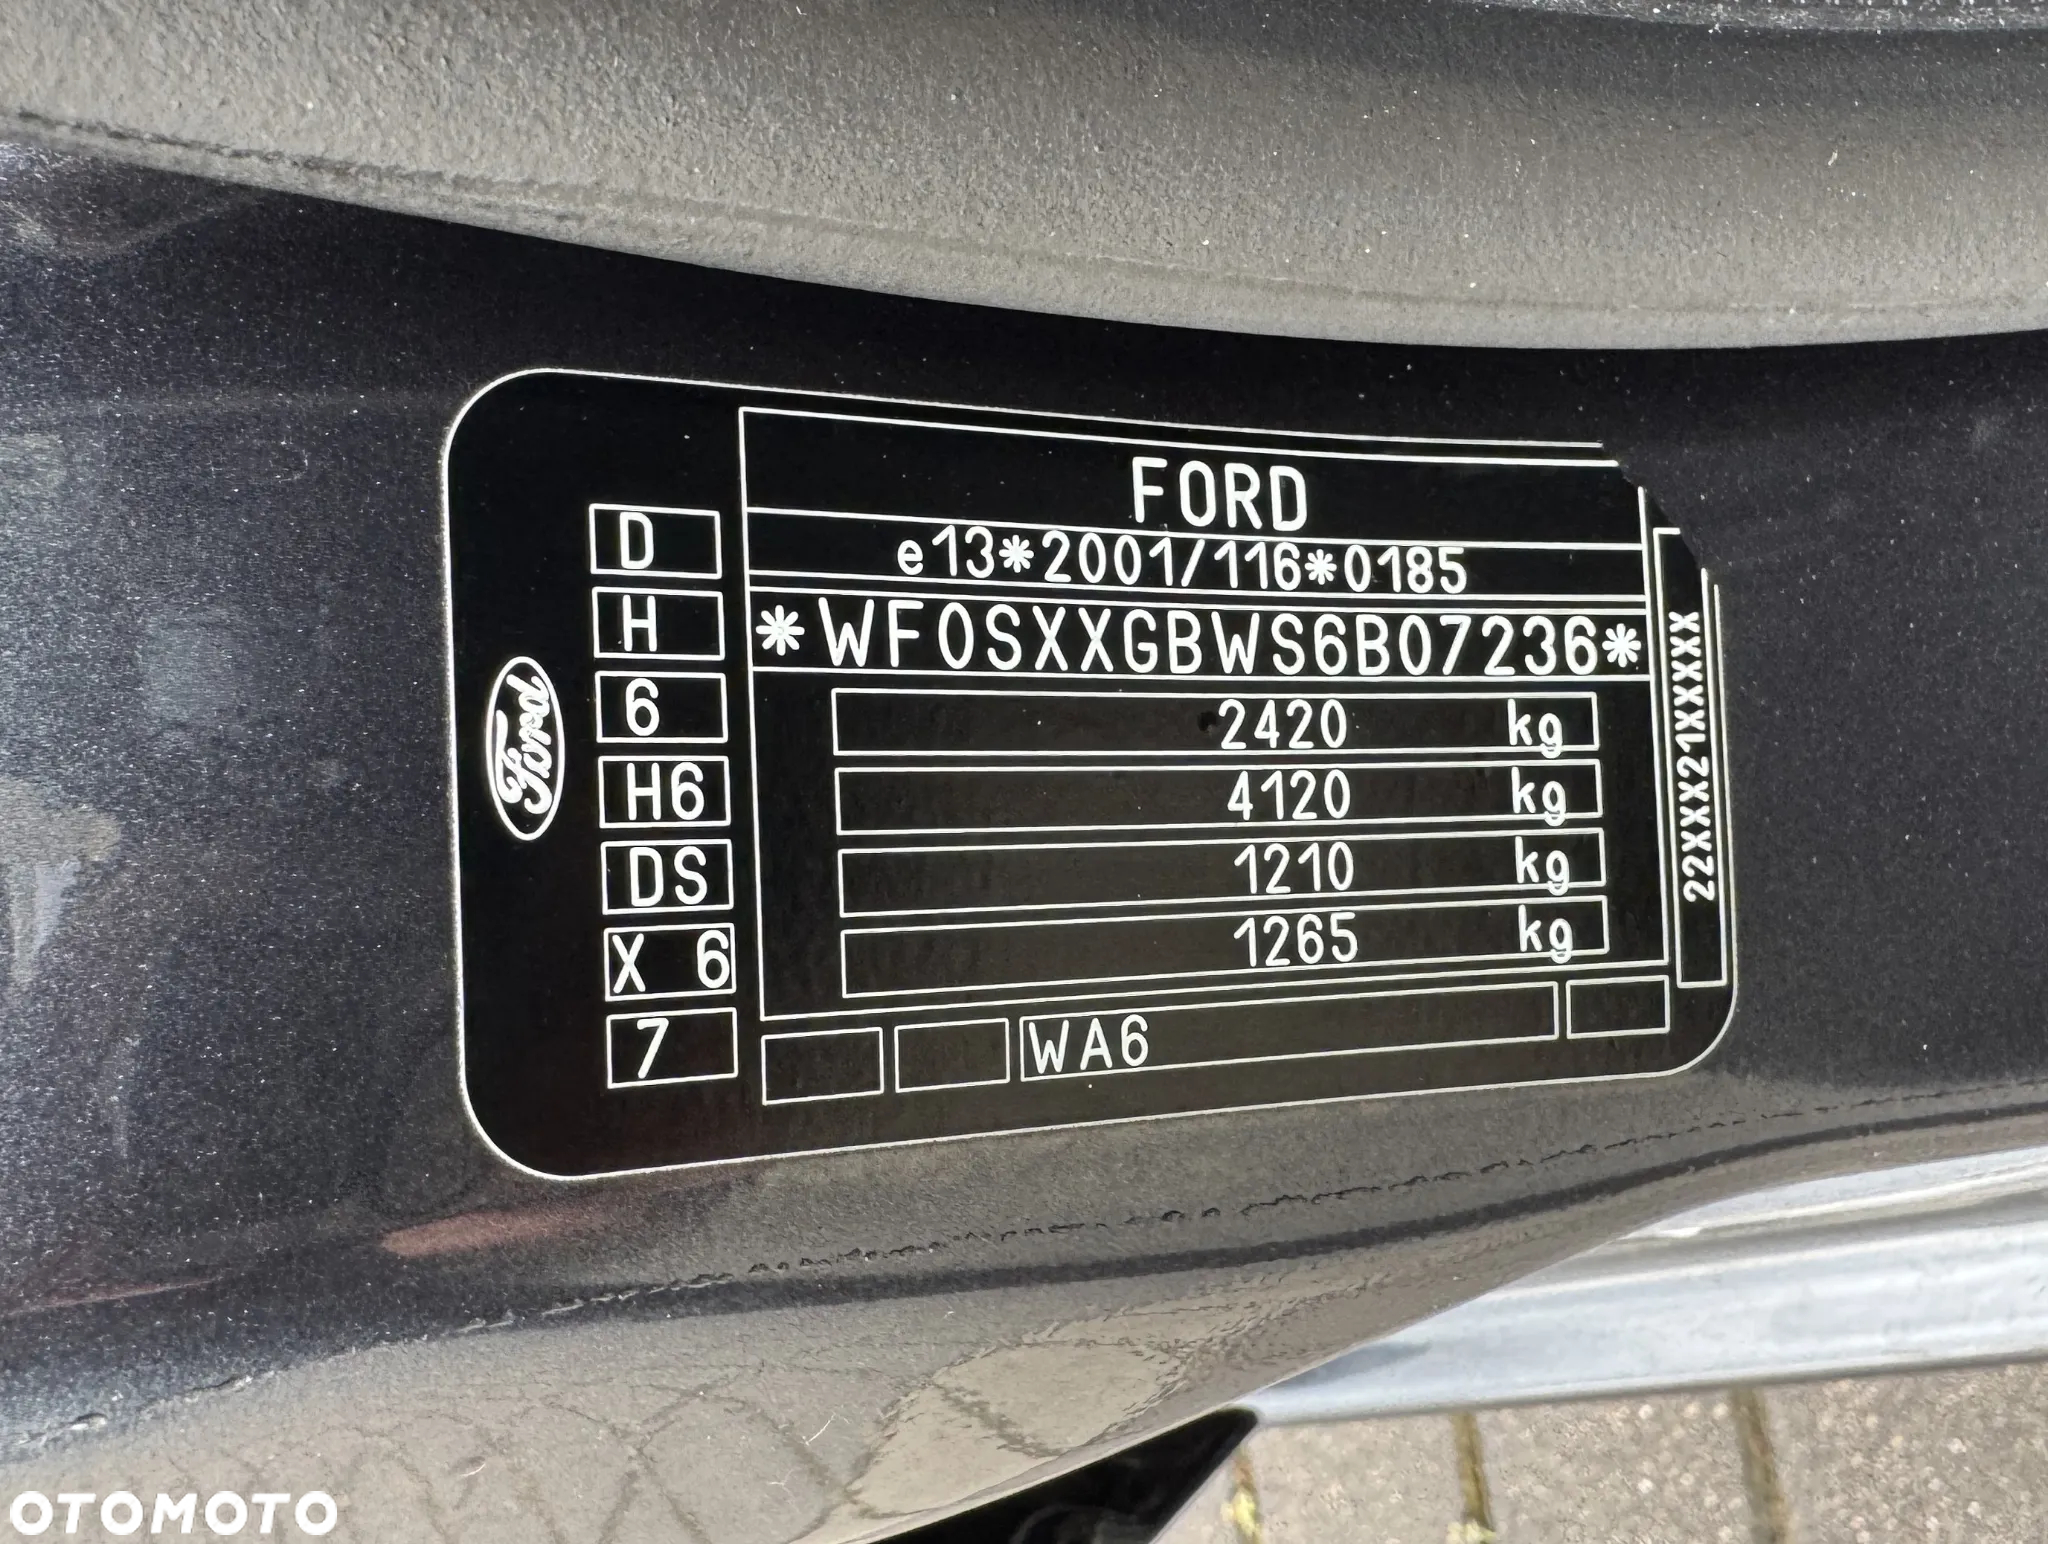 FORD
e13*2001/116*0185
*WF0SXXGBWS6B07236*
2420 kg
4120 kg
1210 kg
1265 kg
WA6
D
H
6
H6
DS
X 6
7
Ford
22XXX21XXXXX
OTOMOTO